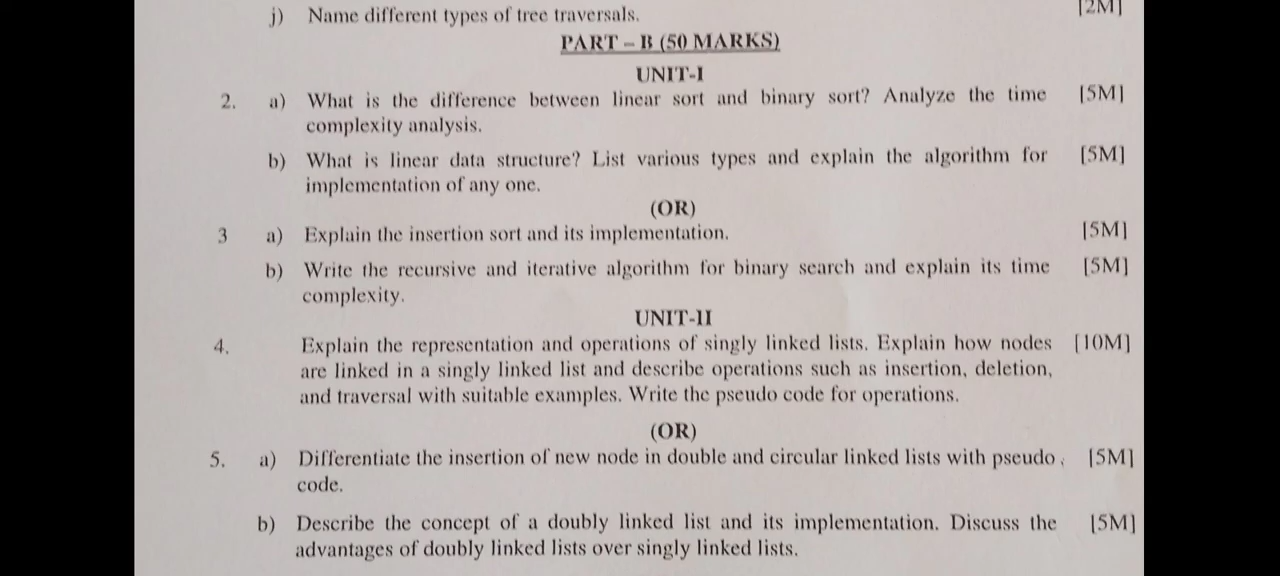 j) Name different types of tree traversals. [2M]
PART – B (50 MARKS)
UNIT-I
2. a) What is the difference between linear sort and binary sort? Analyze the time [5M]
complexity analysis.
b) What is linear data structure? List various types and explain the algorithm for [5M]
implementation of any one.
(OR)
3 a) Explain the insertion sort and its implementation. [5M]
b) Write the recursive and iterative algorithm for binary search and explain its time [5M]
complexity.
UNIT-II
4. Explain the representation and operations of singly linked lists. Explain how nodes [10M]
are linked in a singly linked list and describe operations such as insertion, deletion,
and traversal with suitable examples. Write the pseudo code for operations.
(OR)
5. a) Differentiate the insertion of new node in double and circular linked lists with pseudo [5M]
code.
b) Describe the concept of a doubly linked list and its implementation. Discuss the [5M]
advantages of doubly linked lists over singly linked lists.